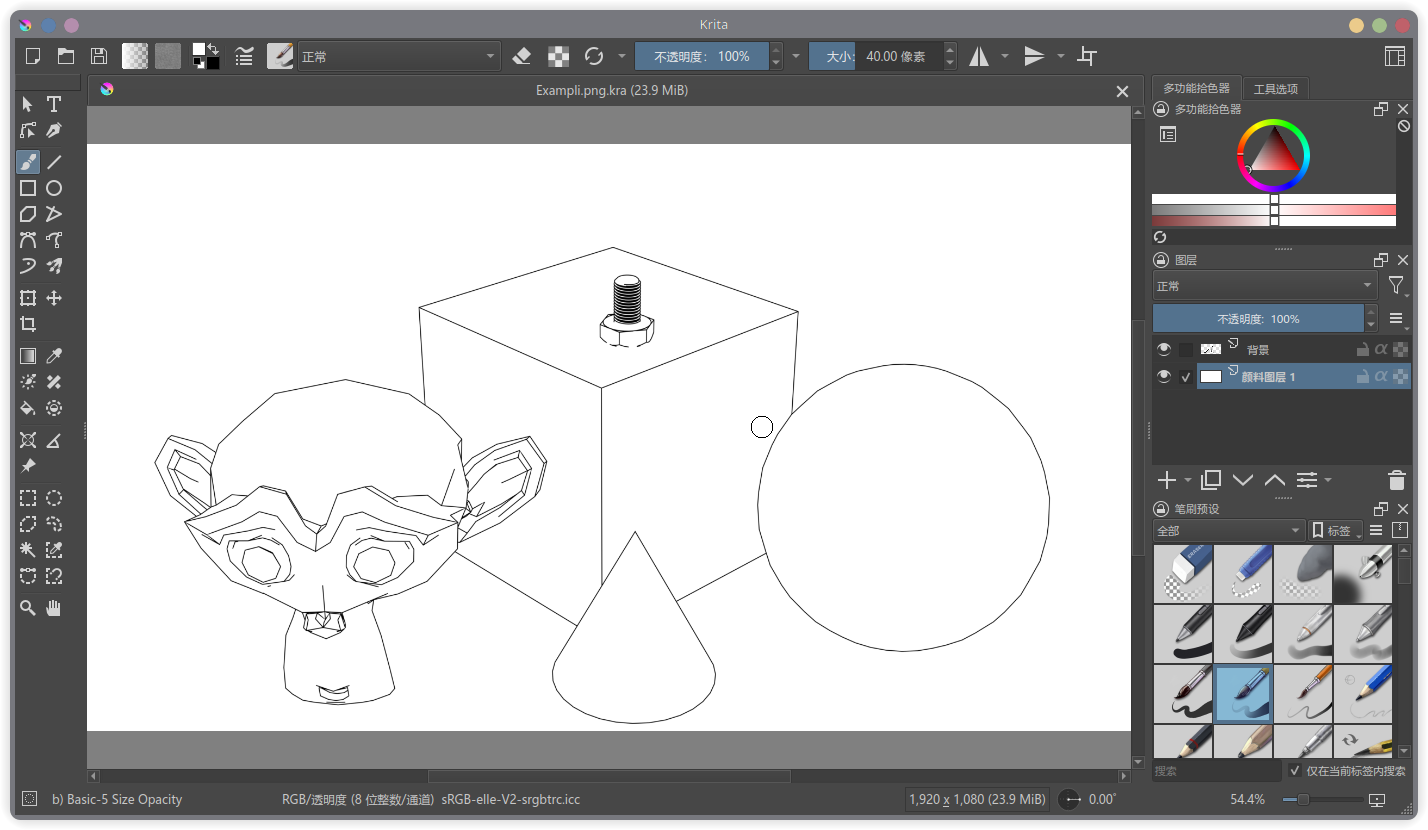 Krita
正常
不透明度: 100%
大小: 40.00 像素
Exampli.png.kra (23.9 MiB)
多功能拾色器
工具选项
多功能拾色器
图层
正常
不透明度: 100%
背景
颜料图层 1
笔刷预设
全部
标签
搜索
仅在当前标签内搜索
b) Basic-5 Size Opacity
RGB/透明度 (8 位整数/通道) sRGB-elle-V2-srgbtrc.icc
1,920 x 1,080 (23.9 MiB)
0.00°
54.4%